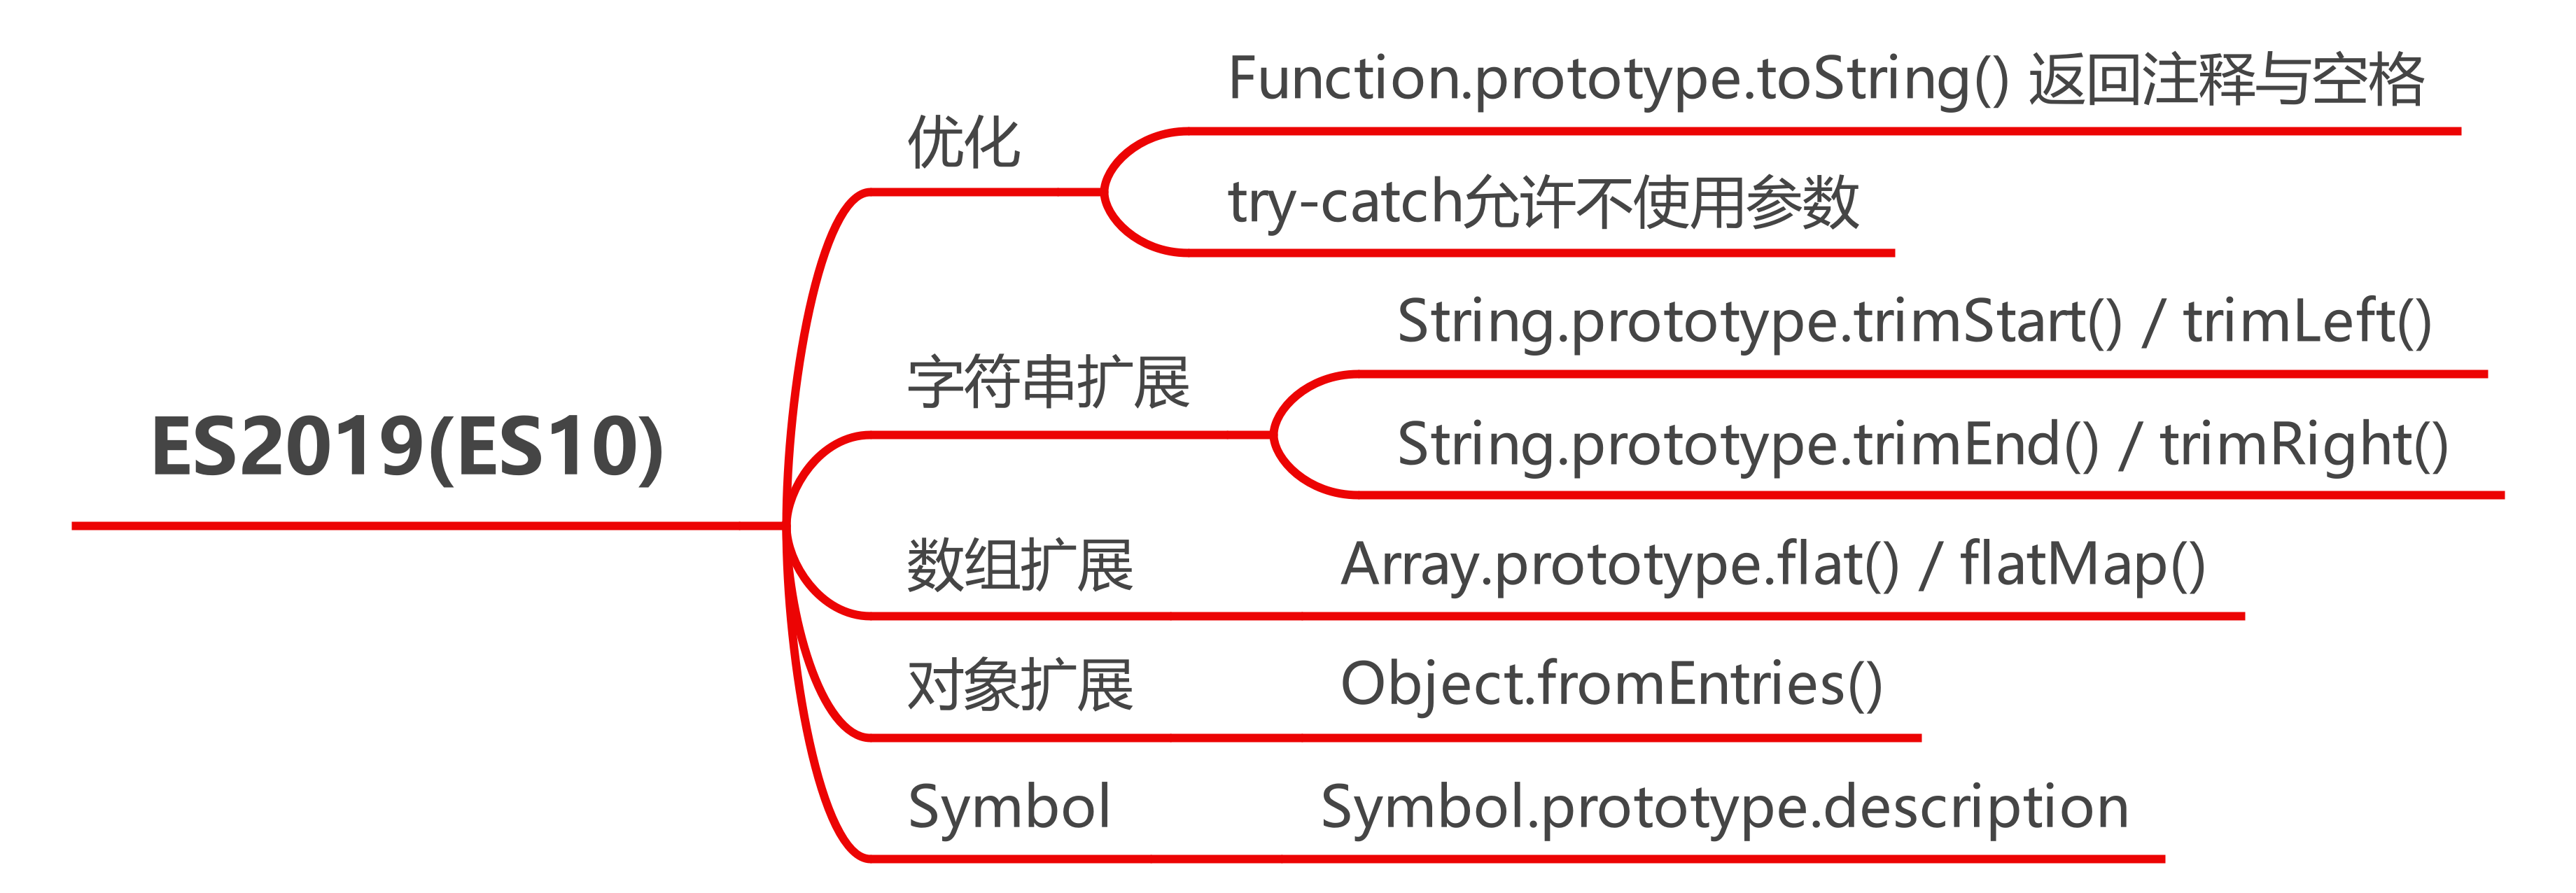 ES2019(ES10)
优化
Function.prototype.toString() 返回注释与空格
try-catch允许不使用参数
字符串扩展
String.prototype.trimStart() / trimLeft()
String.prototype.trimEnd() / trimRight()
数组扩展
Array.prototype.flat() / flatMap()
对象扩展
Object.fromEntries()
Symbol
Symbol.prototype.description